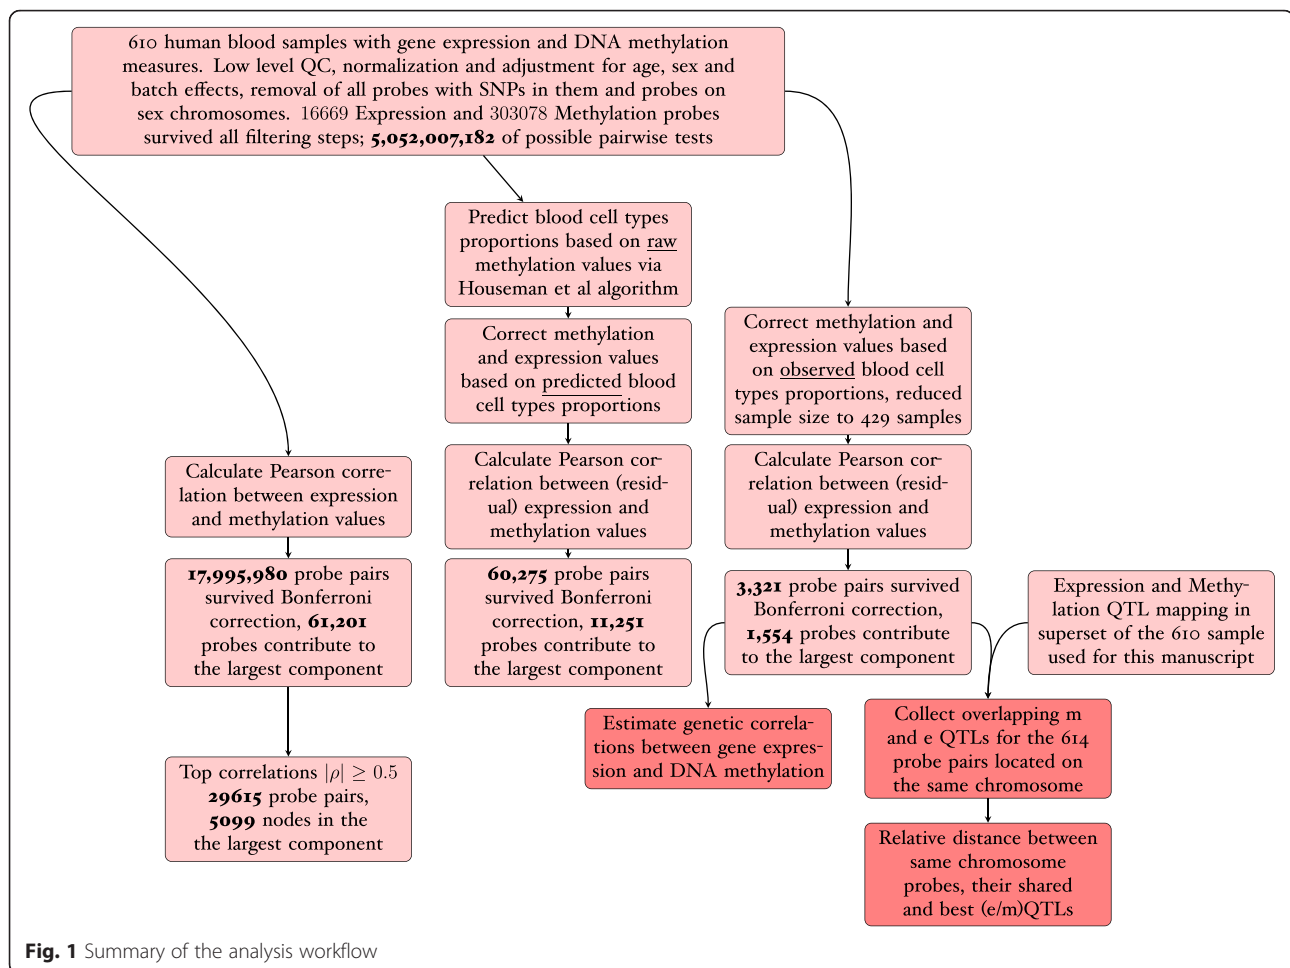 610 human blood samples with gene expression and DNA methylation
measures. Low level QC, normalization and adjustment for age, sex and
batch effects, removal of all probes with SNPs in them and probes on
sex chromosomes. 16669 Expression and 303078 Methylation probes
survived all filtering steps; 5,052,007,182 of possible pairwise tests
Predict blood cell types
proportions based on raw
methylation values via
Houseman et al algorithm
Correct methylation
and expression values
based on predicted blood
cell types proportions
Correct methylation and
expression values based
on observed blood cell
types proportions, reduced
sample size to 429 samples
Calculate Pearson corre-
lation between expression
and methylation values
Calculate Pearson cor-
relation between (resid-
ual) expression and
methylation values
Calculate Pearson cor-
relation between (resid-
ual) expression and
methylation values
17,995,980 probe pairs
survived Bonferroni
correction, 61,201
probes contribute to
the largest component
60,275 probe pairs
survived Bonferroni
correction, 11,251
probes contribute to
the largest component
3,321 probe pairs survived
Bonferroni correction,
1,554 probes contribute
to the largest component
Expression and Methy-
lation QTL mapping in
superset of the 610 sample
used for this manuscript
Estimate genetic correla-
tions between gene expres-
sion and DNA methylation
Collect overlapping m
and e QTLs for the 614
probe pairs located on
the same chromosome
Top correlations |ρ| ≥ 0.5
29615 probe pairs,
5099 nodes in the
the largest component
Relative distance between
same chromosome
probes, their shared
and best (e/m)QTLs
Fig. 1 Summary of the analysis workflow